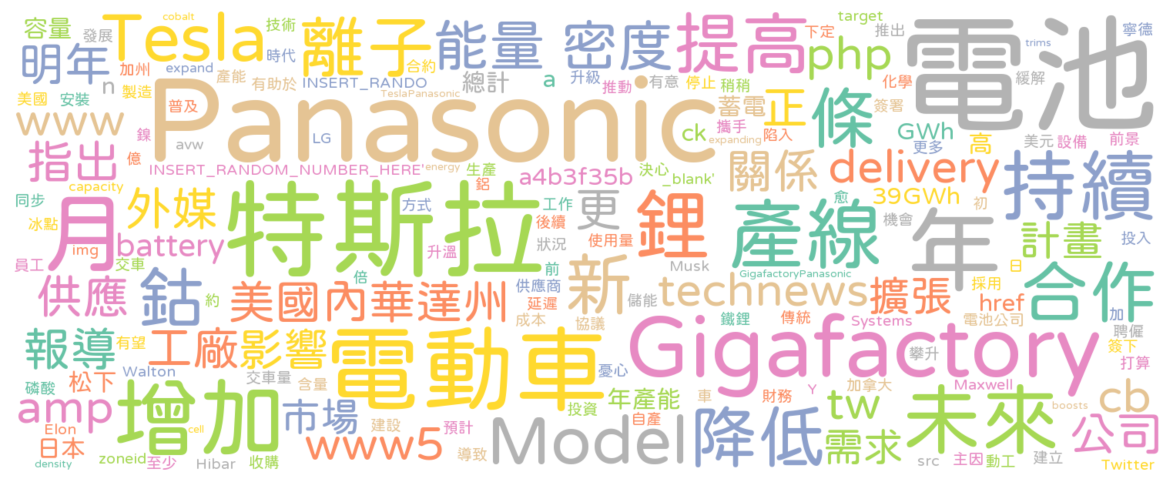 容量 發展 Tesla 技術 時代 離子 能量 密度 提高 下定 target 推出 電池 寧德 trims
cobalt
明年 加州 expand 產能 有助於 合約 INSERT_RANDO 總計 a 升級 推動 有意 停止 稍稍 php 化學 緩解
美國 安裝 n 製造 普及 TeslaPanasonic 蓄電 正 條 簽署
www 鎳 avw LG Panasonic ck 攜手 陷入 GWh 高 美元 設備 前景
expanding 更多
指出 億 INSERT_RANDOM_NUMBER_HERE' energy 生產 a4b3f35b 決心 _blank' 關係 delivery 持續
capacity 鋁 39GWh 初
同步 月 外媒 特斯拉 方式 工作 更 鋰 產線 愈 機會 年 投入
冰點 battery 後續 使用量 計畫
員工 img 交車 升溫 狀況 前 Musk GigafactoryPanasonic 日
供應 鈷 約 美國內華達州 倍 供應商 新 儲能 technews 擴張 採用 href 合作
延遲 成本 協議 鐵鋰 傳統 Systems 電池公司 加 聘僱
報導 有望 工廠 影響 電動車 Gigafactory 簽下
松下 Walton 交車量 憂心 攀升 打算
磷酸 含量 年產能 車 Y 加拿大 Maxwell
amp 增加 市場 投資 自產 財務 tw 未來 cb
Elon cell 建設 Model 降低 boosts
日本 www5 預計 需求 公司
zoneid 至少 Hibar 收購 導致 src 主因 動工 建立 Twitter
density